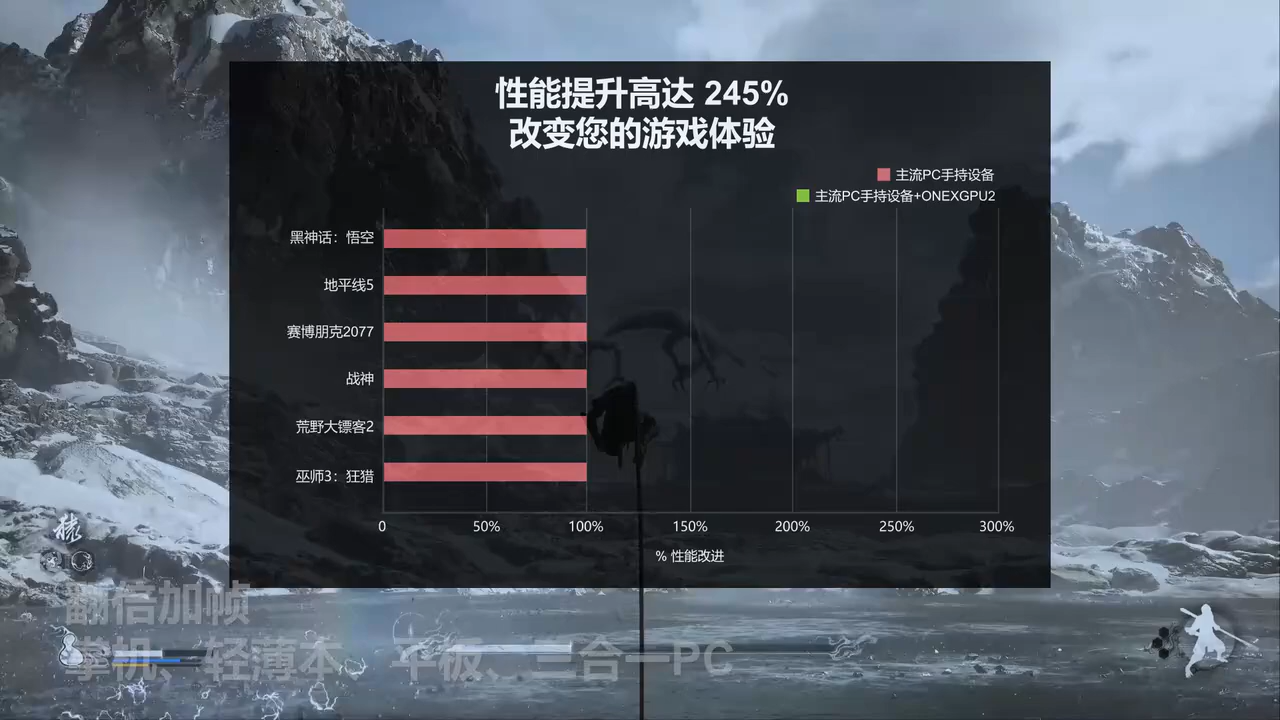 性能提升高达 245%
改变您的游戏体验
主流PC手持设备
主流PC手持设备+ONEXGPU2
黑神话：悟空
地平线5
赛博朋克2077
战神
荒野大镖客2
巫师3：狂猎
0 50% 100% 150% 200% 250% 300%
% 性能改进
猿
翻倍加帧
掌机、轻薄本、平板、三合一PC